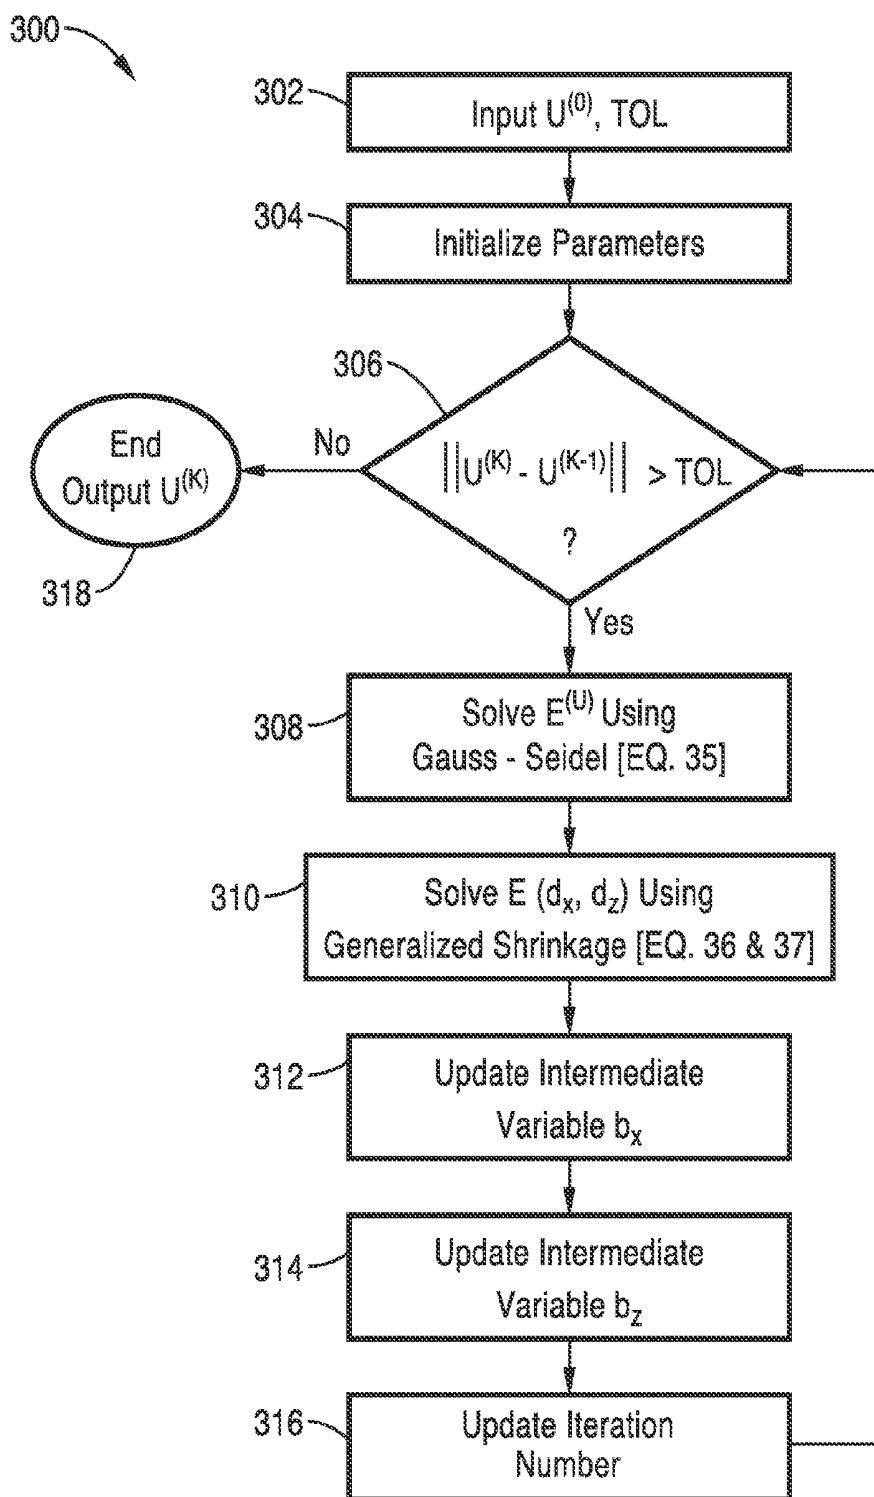 300
302
Input U^(0), TOL
304
Initialize Parameters
306
||U^(K) - U^(K-1)|| > TOL
?
No
End
Output U^(K)
318
Yes
308
Solve E^(U) Using
Gauss - Seidel [EQ. 35]
310
Solve E (d_x, d_z) Using
Generalized Shrinkage [EQ. 36 & 37]
312
Update Intermediate
Variable b_x
314
Update Intermediate
Variable b_z
316
Update Iteration
Number